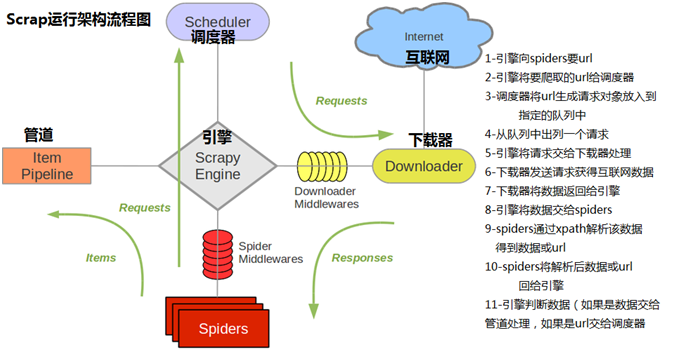 Scrap运行架构流程图
Scheduler
调度器
Internet
互联网
Requests
管道
Item
Pipeline
引擎
Scrapy
Engine
下载器
Downloader
Downloader
Middlewares
Requests
Spider
Middlewares
Items
Responses
Spiders
1-引擎向spiders要url
2-引擎将要爬取的url给调度器
3-调度器将url生成请求对象放入到
指定的队列中
4-从队列中出列一个请求
5-引擎将请求交给下载器处理
6-下载器发送请求获得互联网数据
7-下载器将数据返回给引擎
8-引擎将数据交给spiders
9-spiders通过xpath解析该数据
得到数据或url
10-spiders将解析后数据或url
回给引擎
11-引擎判断数据（如果是数据交给
管道处理，如果是url交给调度器